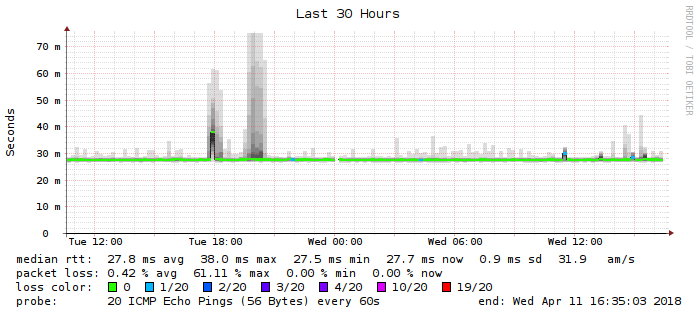 Last 30 Hours
RRDTOOL / TOBI OETIKER
Seconds
70 m
60 m
50 m
40 m
30 m
20 m
10 m
0
Tue 12:00 Tue 18:00 Wed 00:00 Wed 06:00 Wed 12:00
median rtt: 27.8 ms avg 38.0 ms max 27.5 ms min 27.7 ms now 0.9 ms sd 31.9 am/s
packet loss: 0.42 % avg 61.11 % max 0.00 % min 0.00 % now
loss color: 0 1/20 2/20 3/20 4/20 10/20 19/20
probe: 20 ICMP Echo Pings (56 Bytes) every 60s end: Wed Apr 11 16:35:03 2018